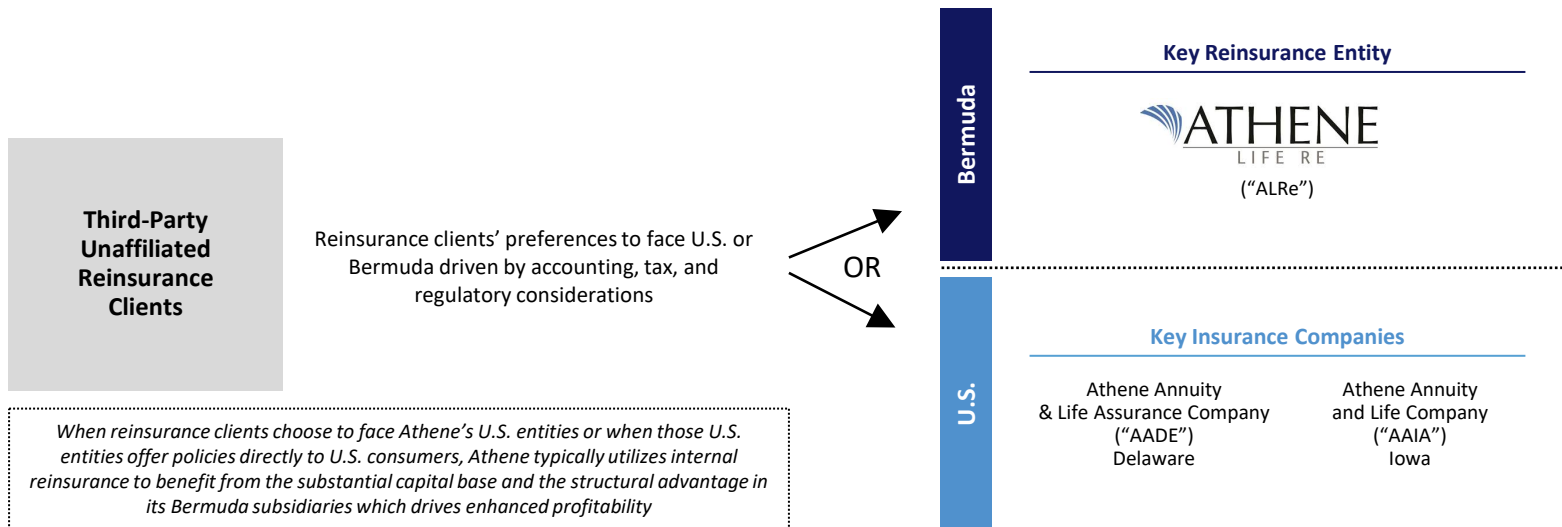 Third-Party
Unaffiliated
Reinsurance
Clients
Reinsurance clients’ preferences to face U.S. or
Bermuda driven by accounting, tax, and
regulatory considerations
OR
When reinsurance clients choose to face Athene’s U.S. entities or when those U.S.
entities offer policies directly to U.S. consumers, Athene typically utilizes internal
reinsurance to benefit from the substantial capital base and the structural advantage in
its Bermuda subsidiaries which drives enhanced profitability
Bermuda
Key Reinsurance Entity
ATHENE
LIFE RE
(“ALRe”)
U.S.
Key Insurance Companies
Athene Annuity
& Life Assurance Company
(“AADE”)
Delaware
Athene Annuity
and Life Company
(“AAIA”)
Iowa